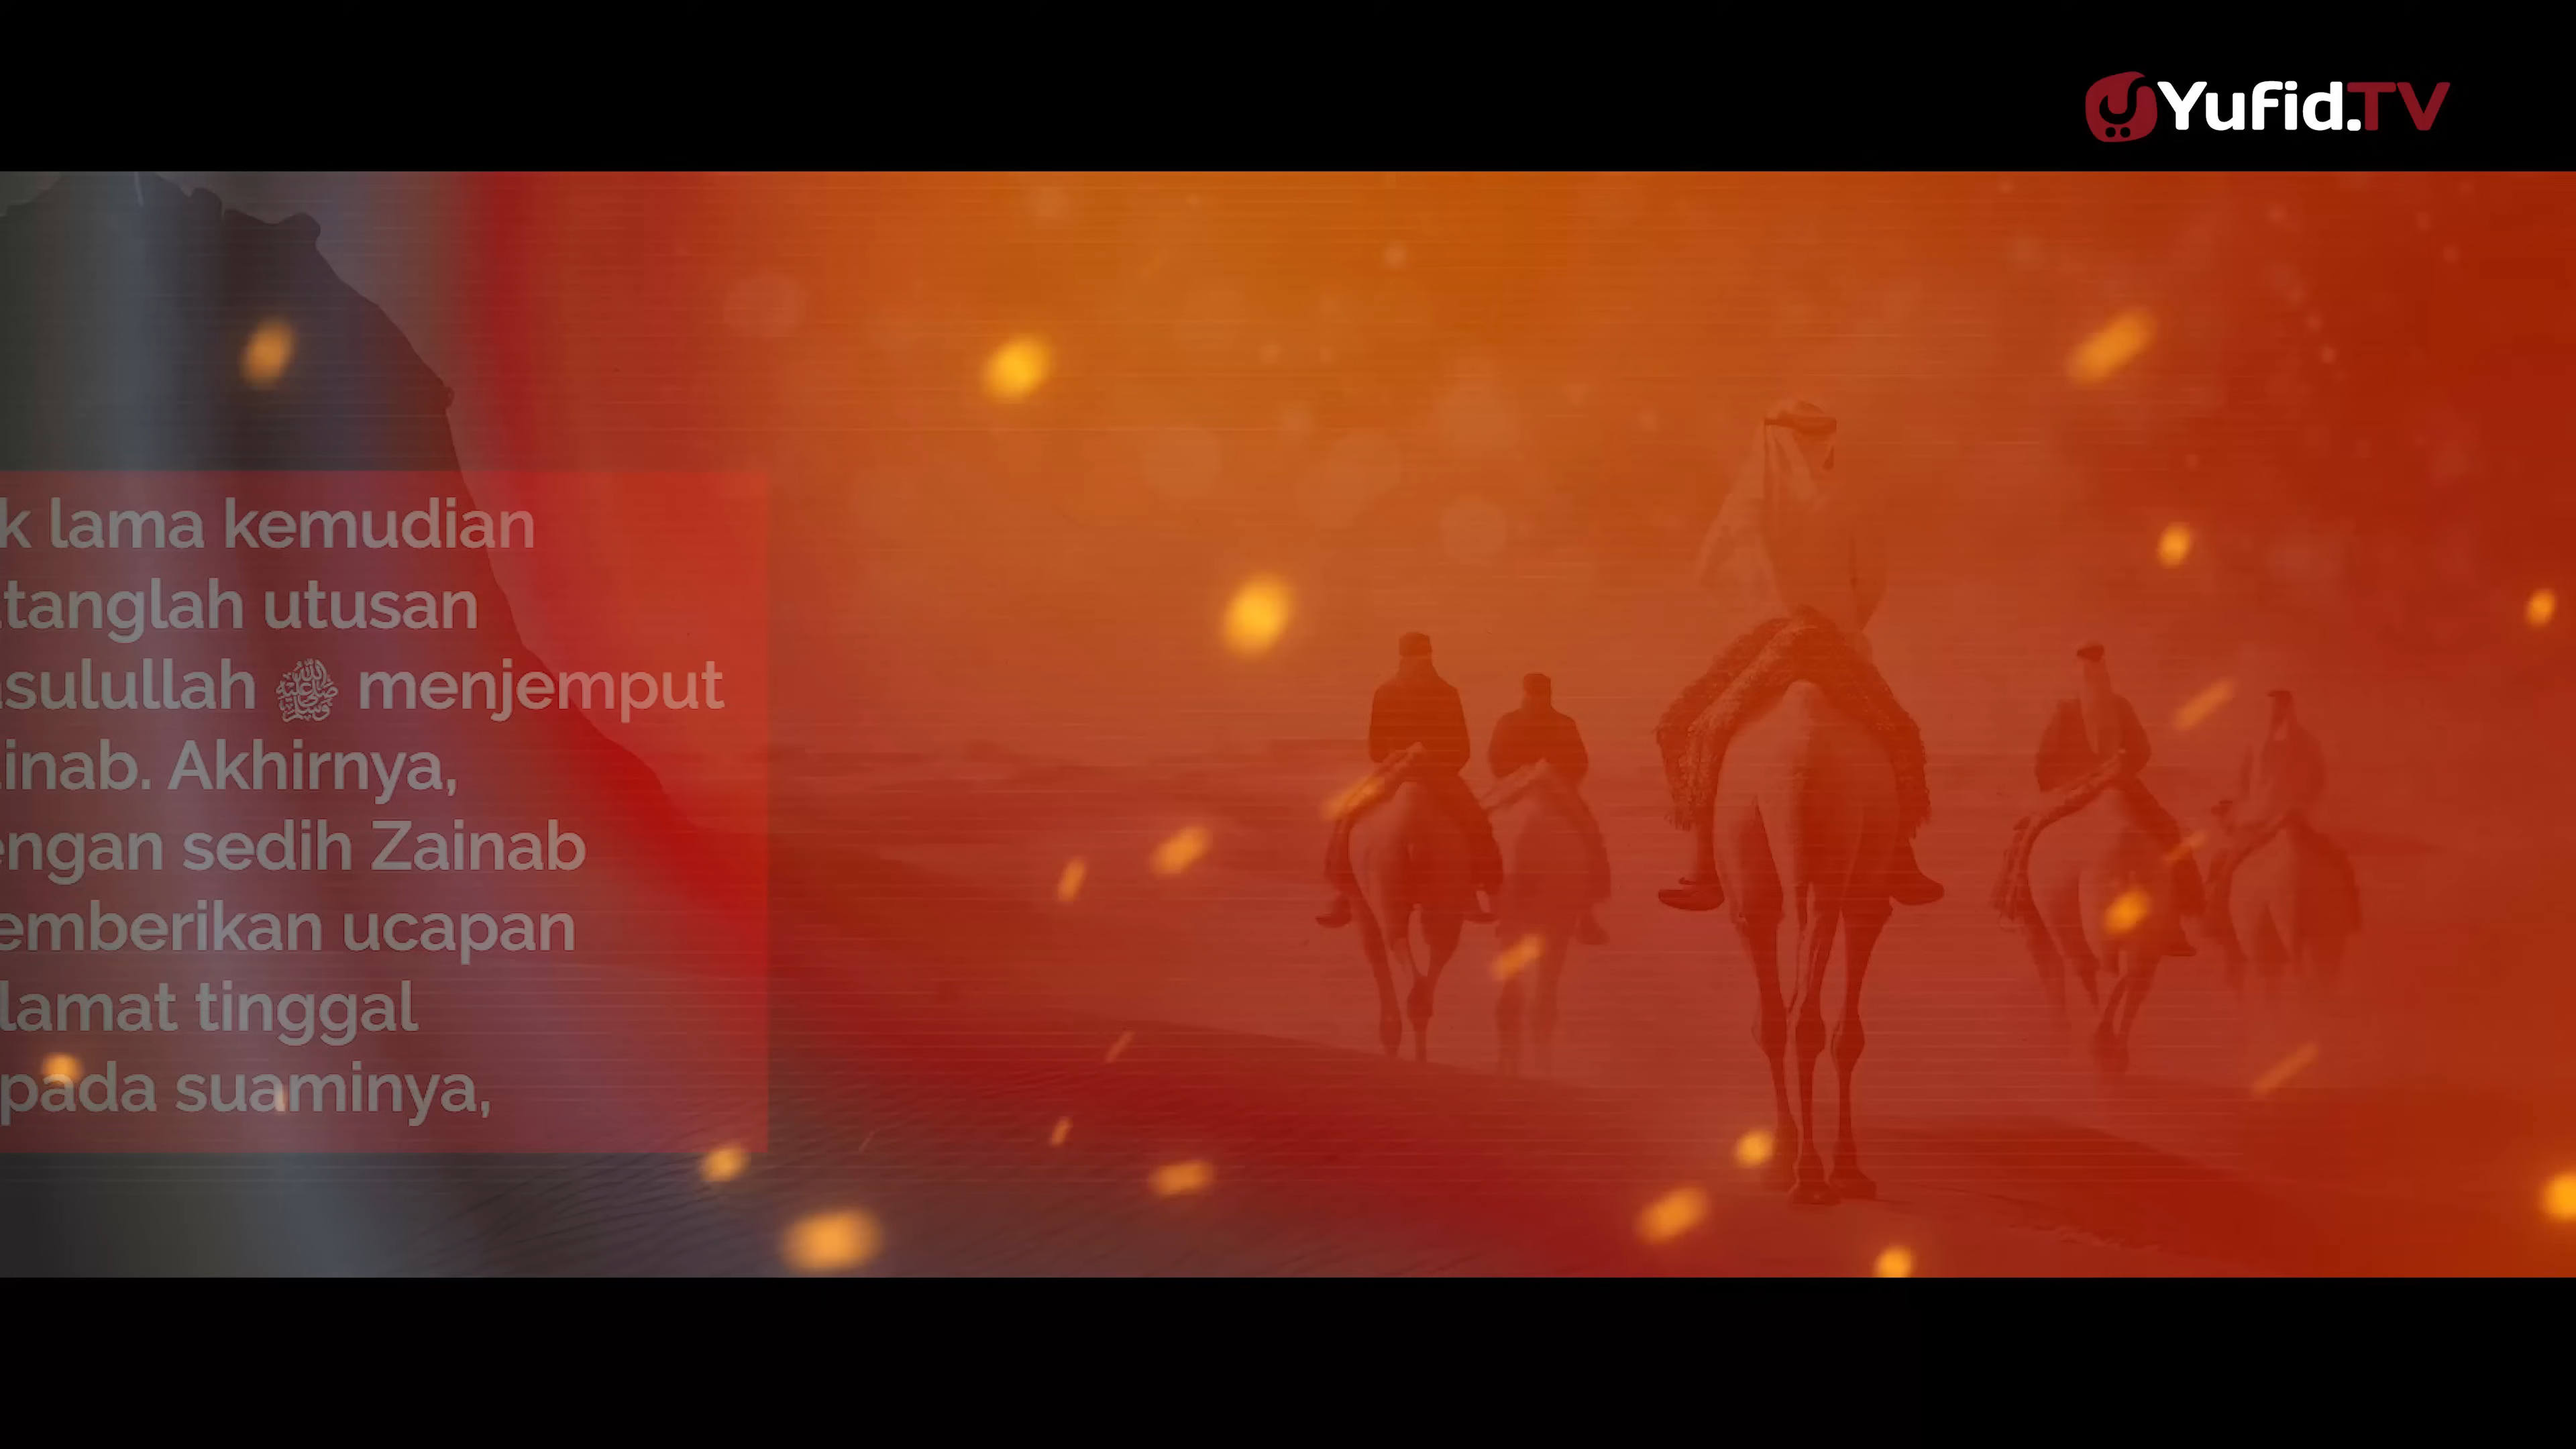 Yufid.TV
k lama kemudian
tanglah utusan
asulullah ﷺ menjemput
inab. Akhirnya,
engan sedih Zainab
emberikan ucapan
lamat tinggal
pada suaminya,